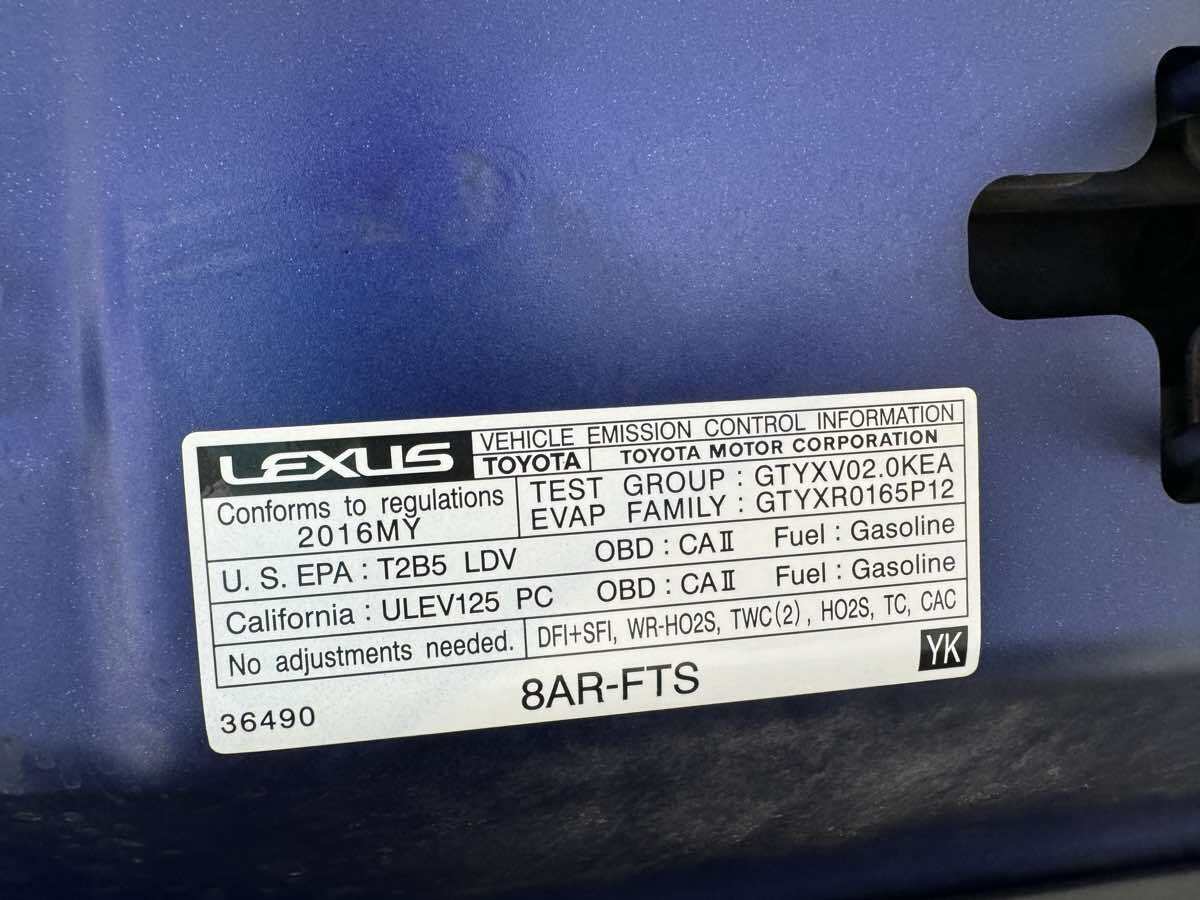 LEXUS VEHICLE EMISSION CONTROL INFORMATION
TOYOTA TOYOTA MOTOR CORPORATION
Conforms to regulations
2016MY
TEST GROUP : GTYXV02.0KEA
EVAP FAMILY : GTYXR0165P12
U. S. EPA : T2B5 LDV OBD : CAⅡ Fuel : Gasoline
California : ULEV125 PC OBD : CAⅡ Fuel : Gasoline
No adjustments needed. DFI+SFI, WR-HO2S, TWC(2), HO2S, TC, CAC
36490 8AR-FTS YK